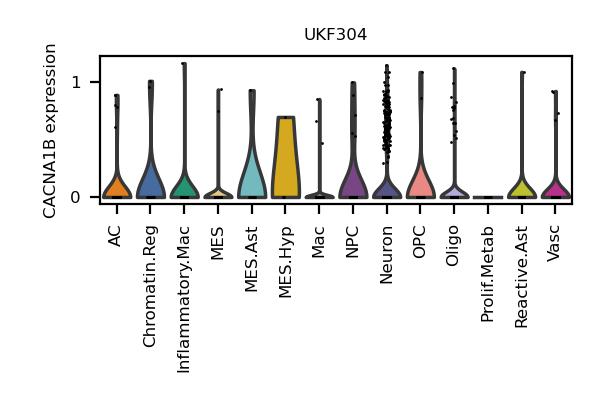 UKF304
CACNA1B expression
1
0
AC
Chromatin.Reg
Inflammatory.Mac
MES
MES.Ast
MES.Hyp
Mac
NPC
Neuron
OPC
Oligo
Prolif.Metab
Reactive.Ast
Vasc